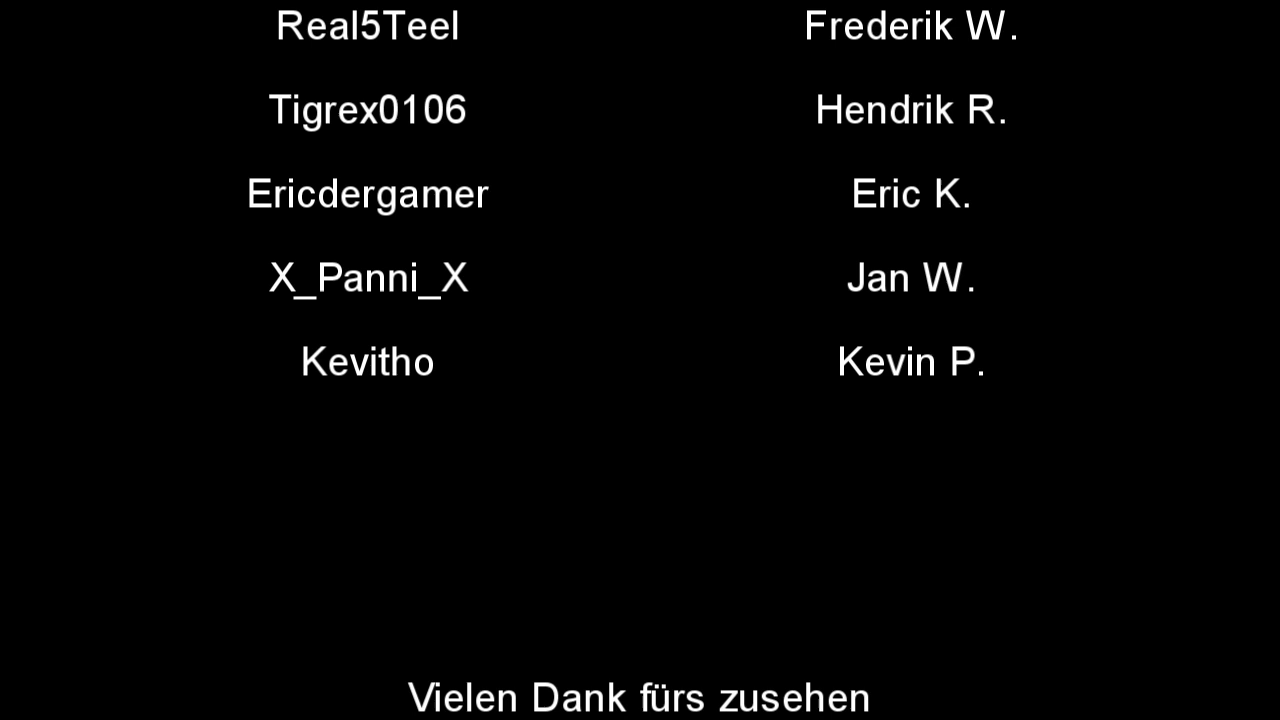 Real5Teel Frederik W.
Tigrex0106 Hendrik R.
Ericdergamer Eric K.
X_Panni_X Jan W.
Kevitho Kevin P.
Vielen Dank fürs zusehen